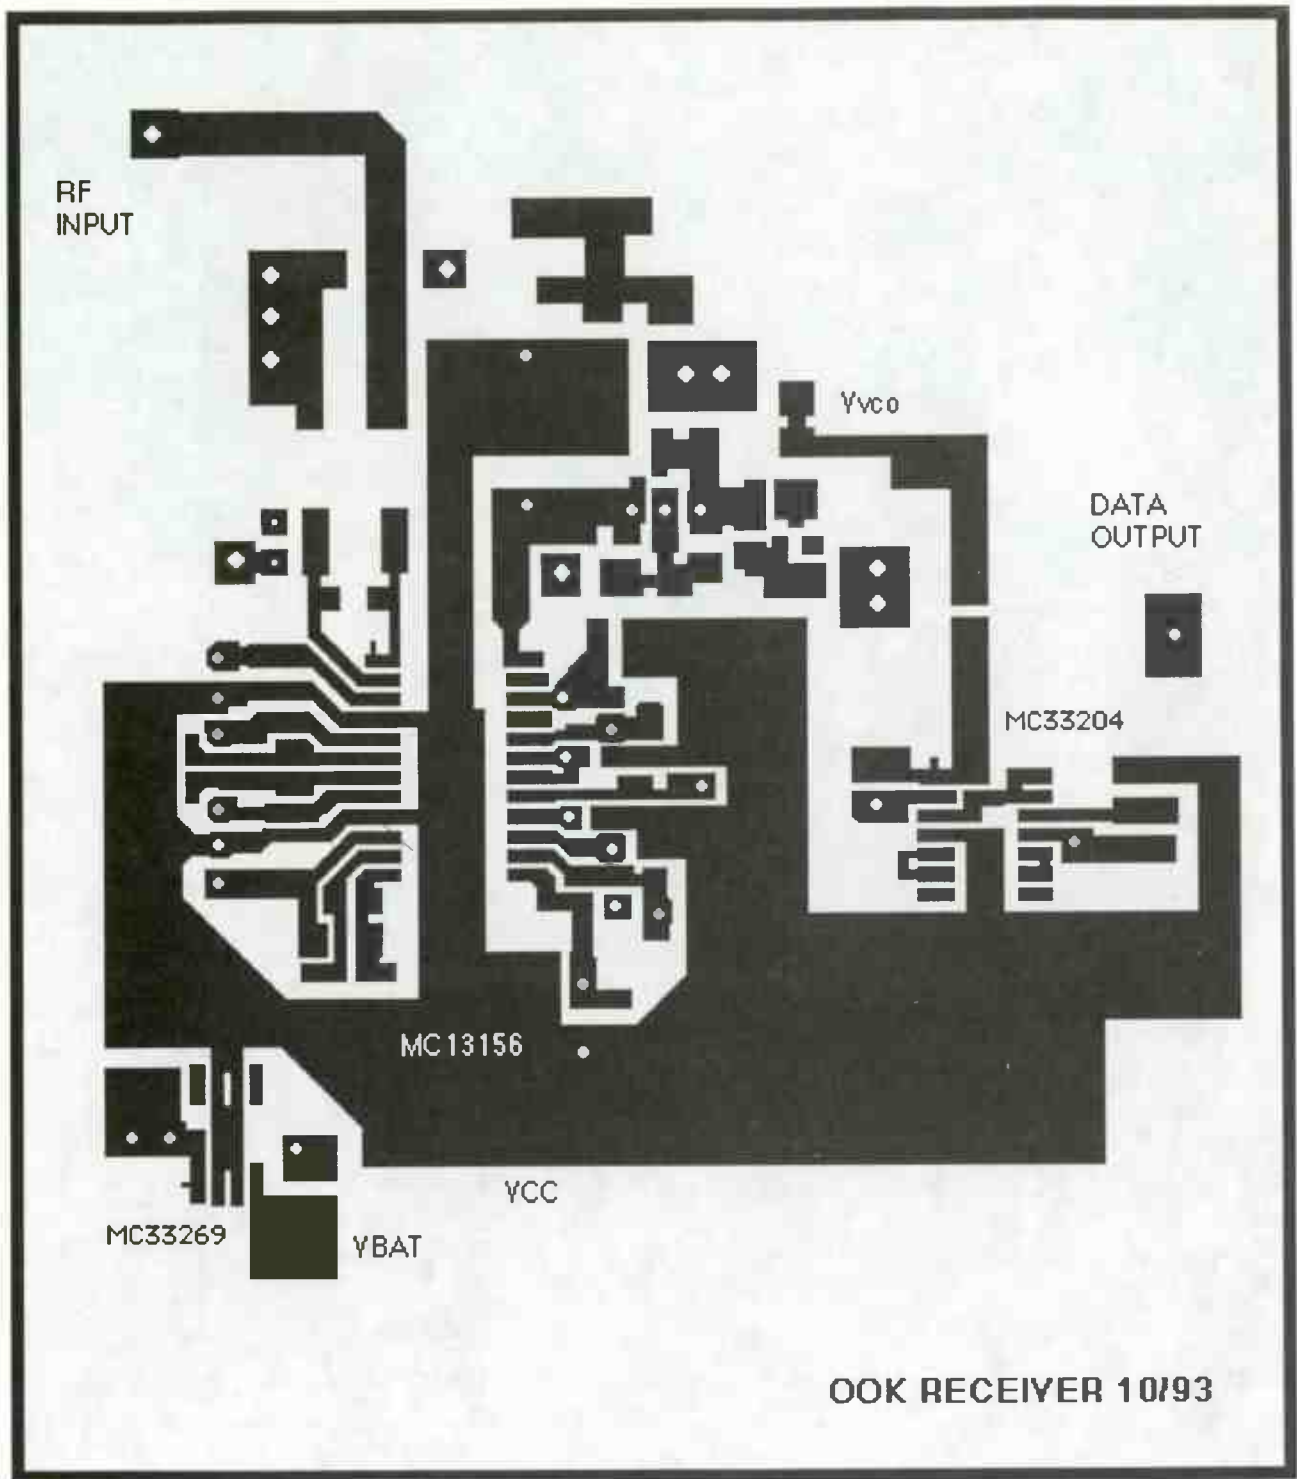 RF
INPUT
Vvco
DATA
OUTPUT
MC33204
MC13156
VCC
MC33269
VBAT
OOK RECEIVER 10/93